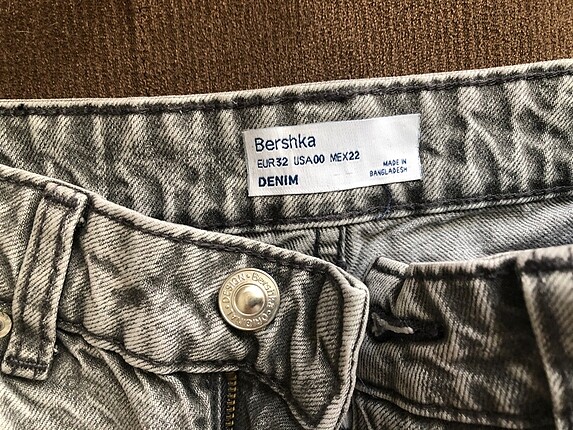 Bershka
EUR32 USA00 MEX22
DENIM
MADE IN
BANGLADESH